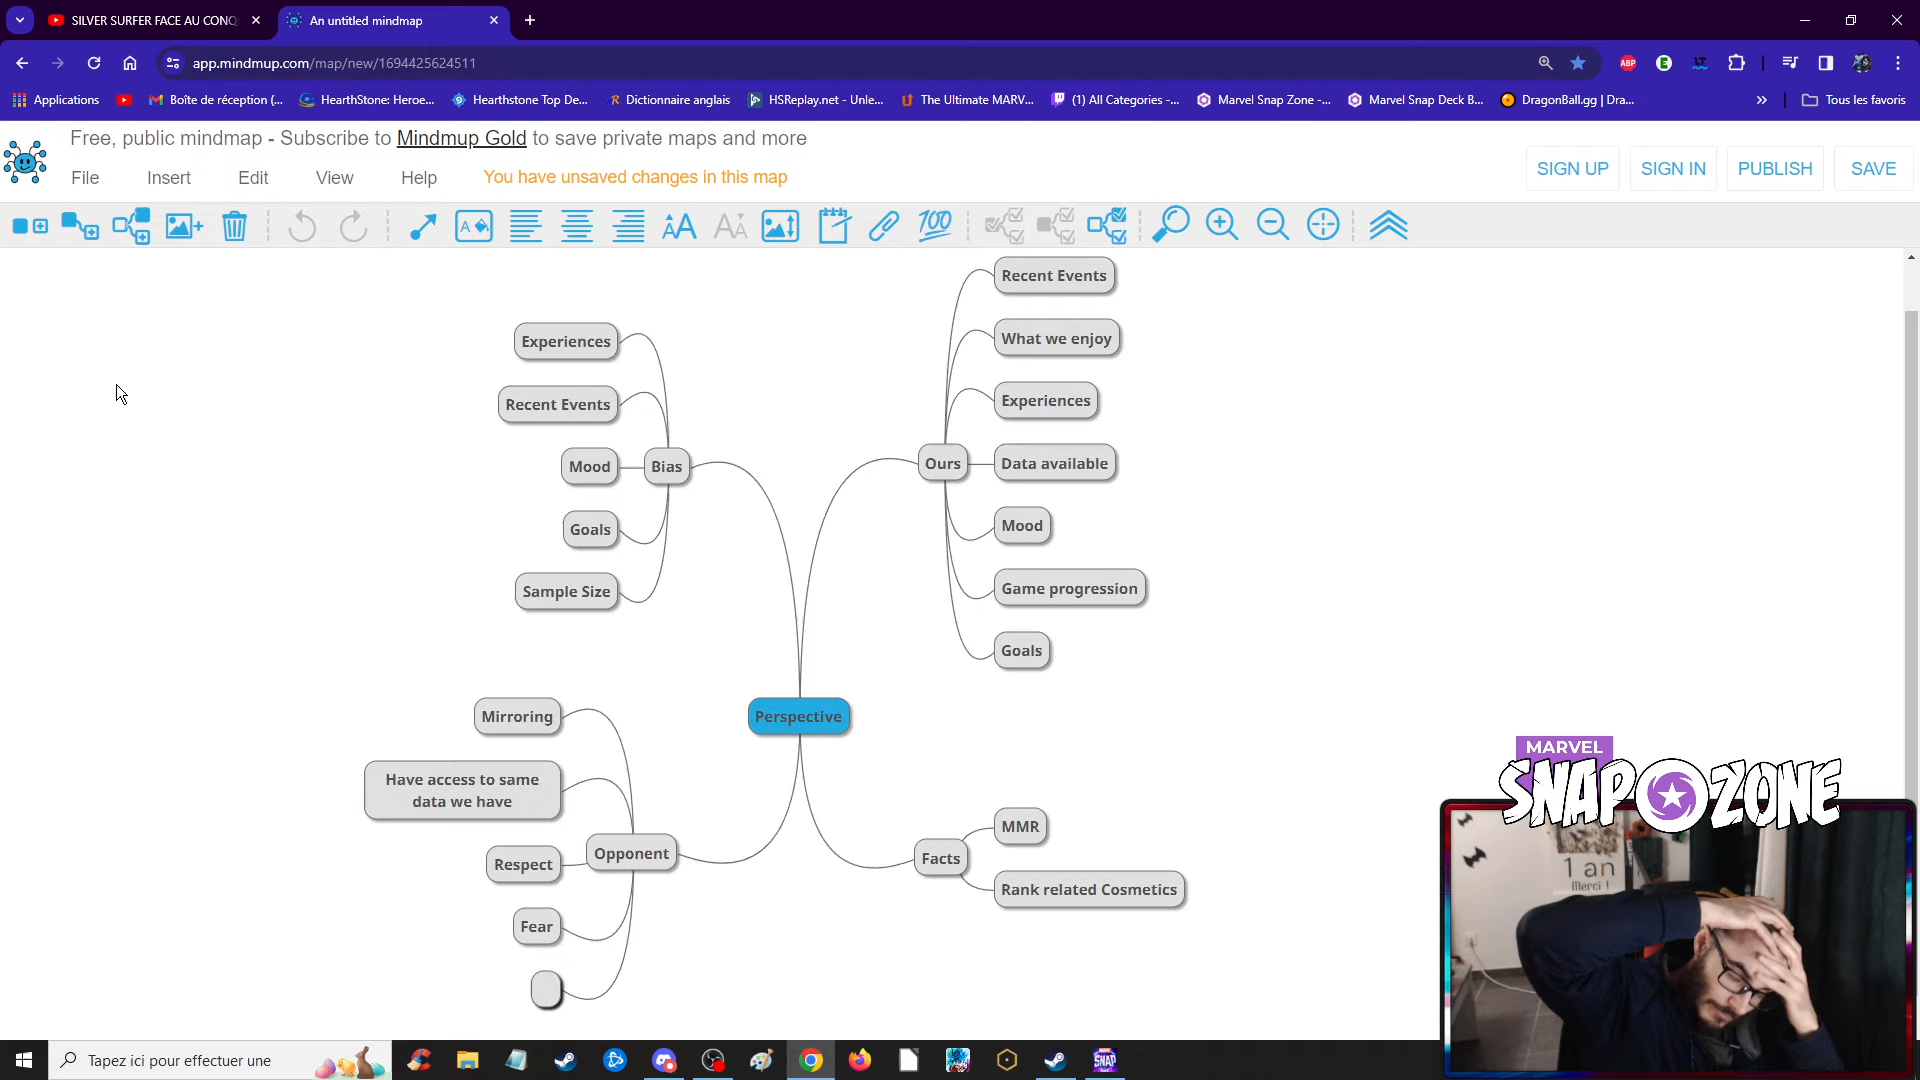 SILVER SURFER FACE AU CONQ
An untitled mindmap
app.mindmup.com/map/new/1694425624511
ABP
Applications
Boîte de réception (...
HearthStone: Heroe...
Hearthstone Top De...
Dictionnaire anglais
HSReplay.net - Unle...
The Ultimate MARV...
(1) All Categories -...
Marvel Snap Zone -...
Marvel Snap Deck B...
DragonBall.gg | Dra...
Tous les favoris
Free, public mindmap - Subscribe to Mindmup Gold to save private maps and more
File
Insert
Edit
View
Help
You have unsaved changes in this map
SIGN UP
SIGN IN
PUBLISH
SAVE
100
Recent Events
Experiences
What we enjoy
Recent Events
Experiences
Mood
Bias
Ours
Data available
Goals
Mood
Sample Size
Game progression
Goals
Mirroring
Perspective
Have access to same
data we have
MMR
Opponent
Facts
Respect
Rank related Cosmetics
Fear
MARVEL
SNAP ZONE
1 an
Merci !
Tapez ici pour effectuer une
SNAP